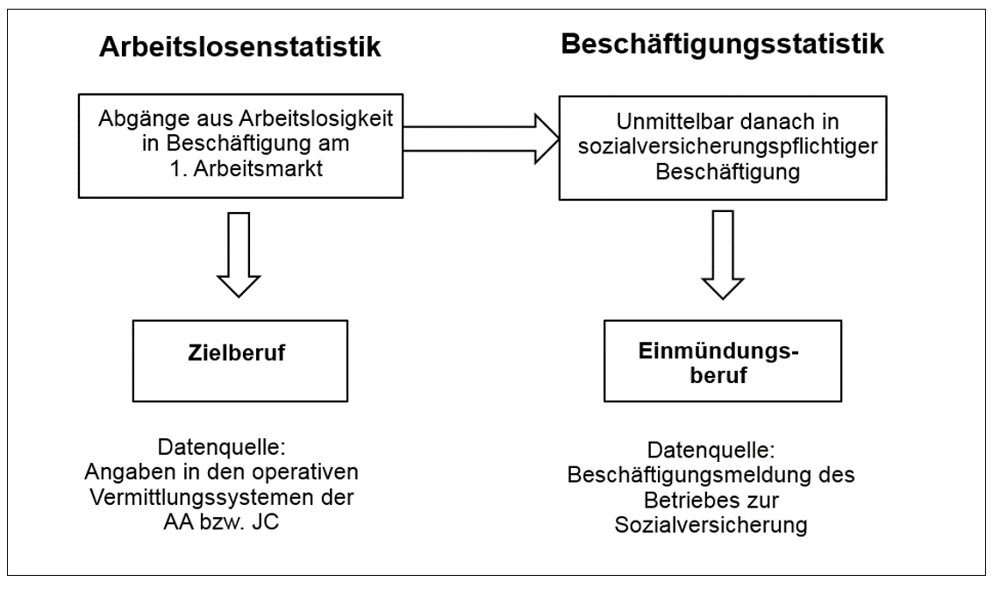 Arbeitslosenstatistik
Abgänge aus Arbeitslosigkeit
in Beschäftigung am
1. Arbeitsmarkt
Zielberuf
Datenquelle:
Angaben in den operativen
Vermittlungssystemen der
AA bzw. JC
Beschäftigungsstatistik
Unmittelbar danach in
sozialversicherungspflichtiger
Beschäftigung
Einmündungs-
beruf
Datenquelle:
Beschäftigungsmeldung des
Betriebes zur
Sozialversicherung